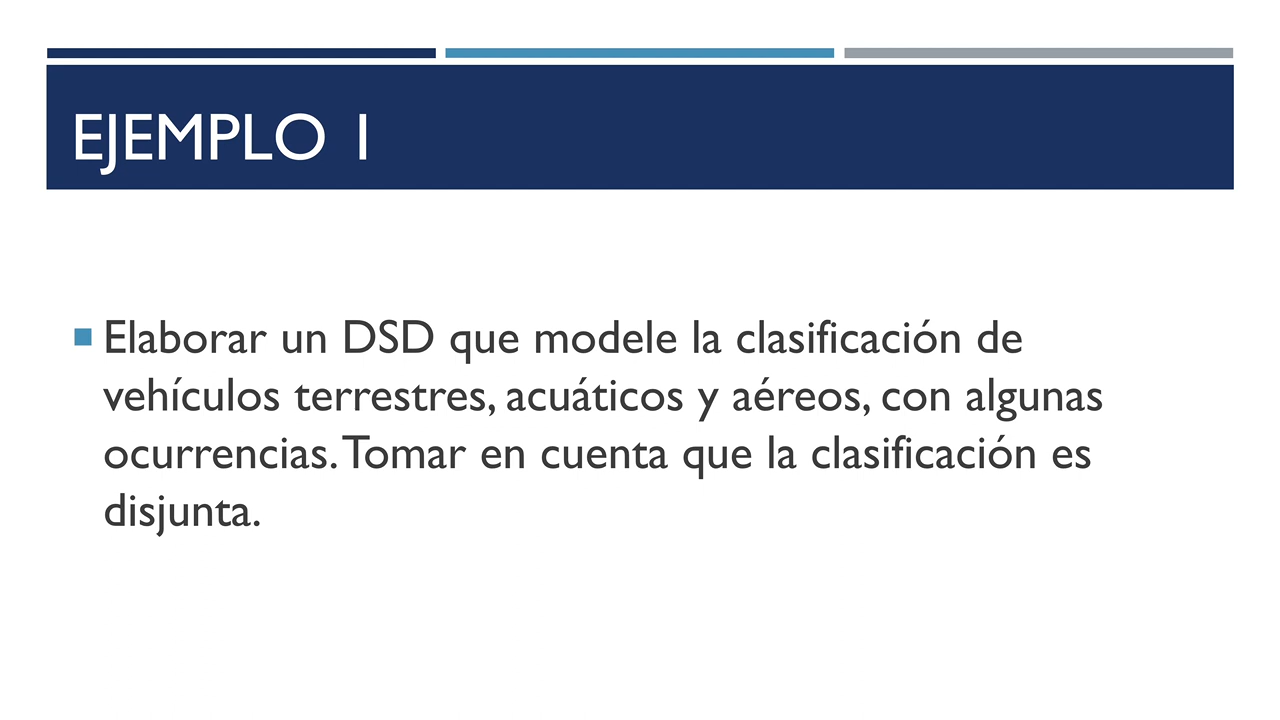 EJEMPLO 1
Elaborar un DSD que modele la clasificación de
vehículos terrestres, acuáticos y aéreos, con algunas
ocurrencias. Tomar en cuenta que la clasificación es
disjunta.